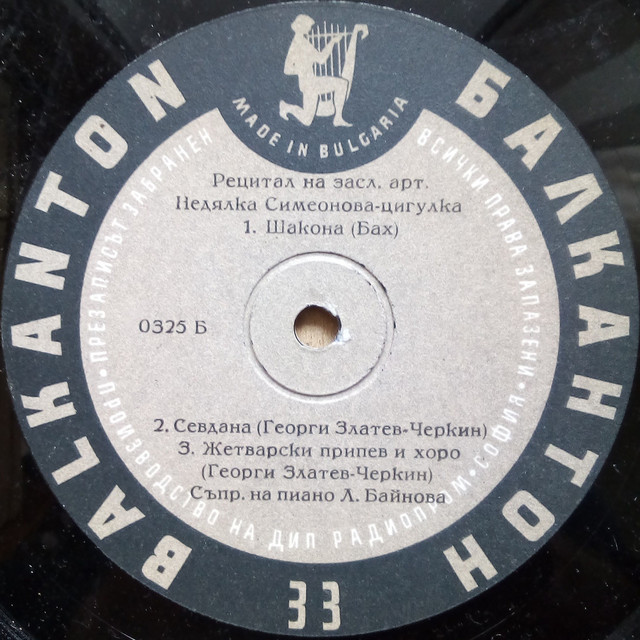 BALKANTON
БАЛКАНТОН
MADE IN BULGARIA
ПРЕЗАПИСЪТ ЗАБРАНЕН
ВСИЧКИ ПРАВА ЗАПАЗЕНИ • СОФИЯ •
Рецитал на засл. арт.
Недялка Симеонова-цигулка
1. Шакона (Бах)
0325 Б
2. Севдана (Георги Златев-Черкин)
3. Жетварски припев и хоро
(Георги Златев-Черкин)
Съпр. на пиано Л. Байнова
ПРОИЗВОДСТВО НА ДИП РАДИОПРОМ
33